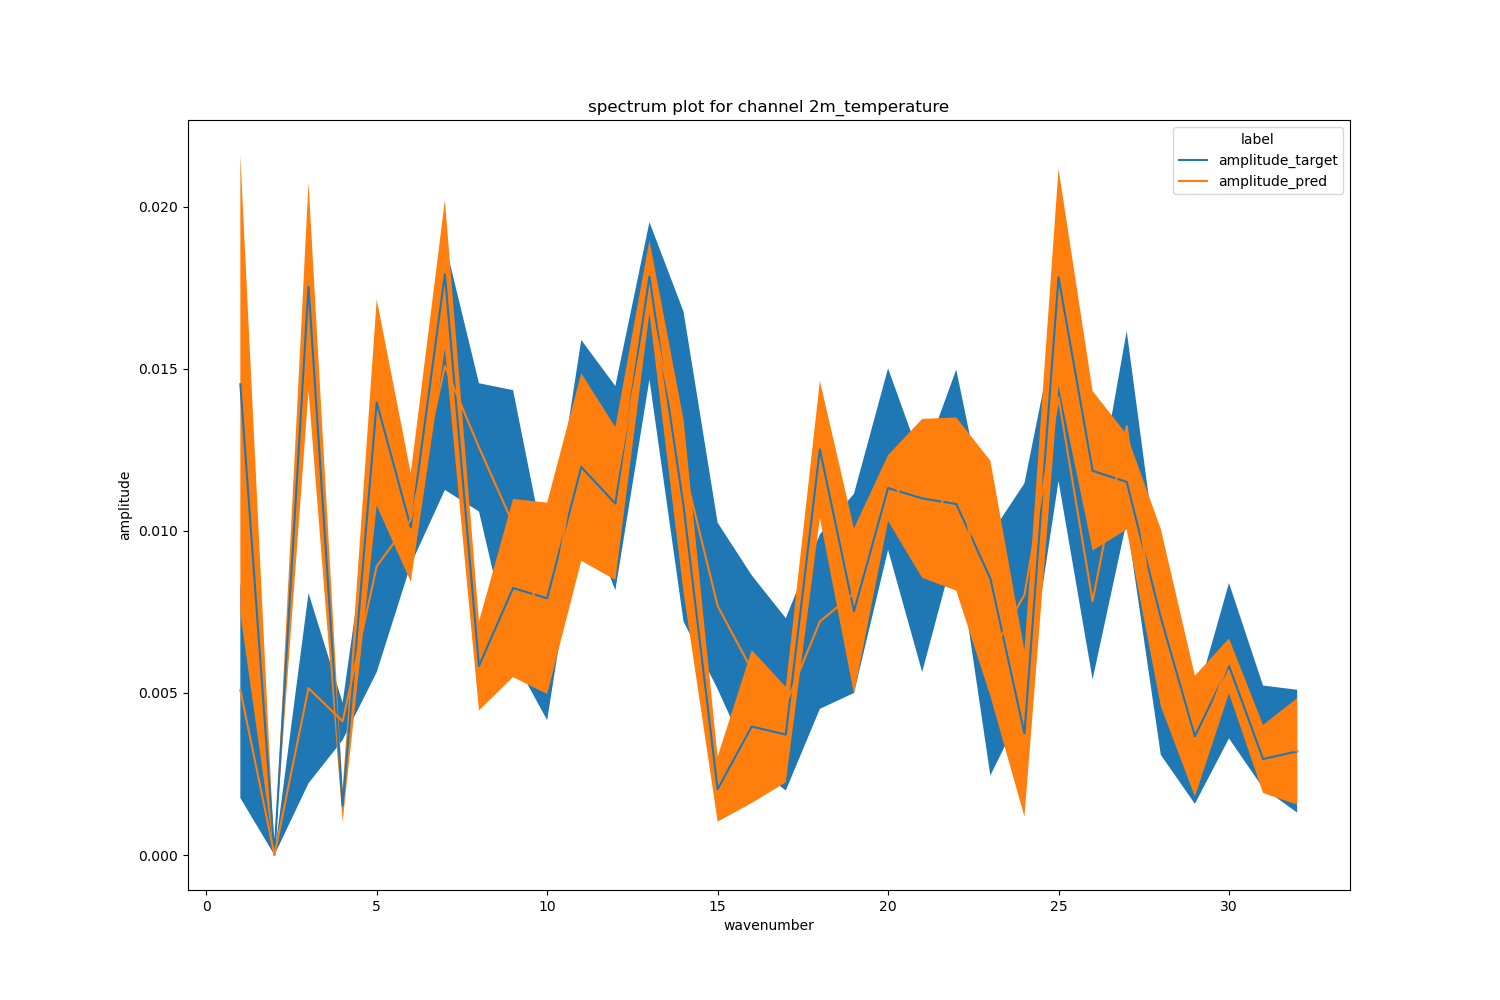 spectrum plot for channel 2m_temperature
label
amplitude_target
amplitude_pred
0.020
0.015
0.010
0.005
0.000
amplitude
0 5 10 15 20 25 30
wavenumber